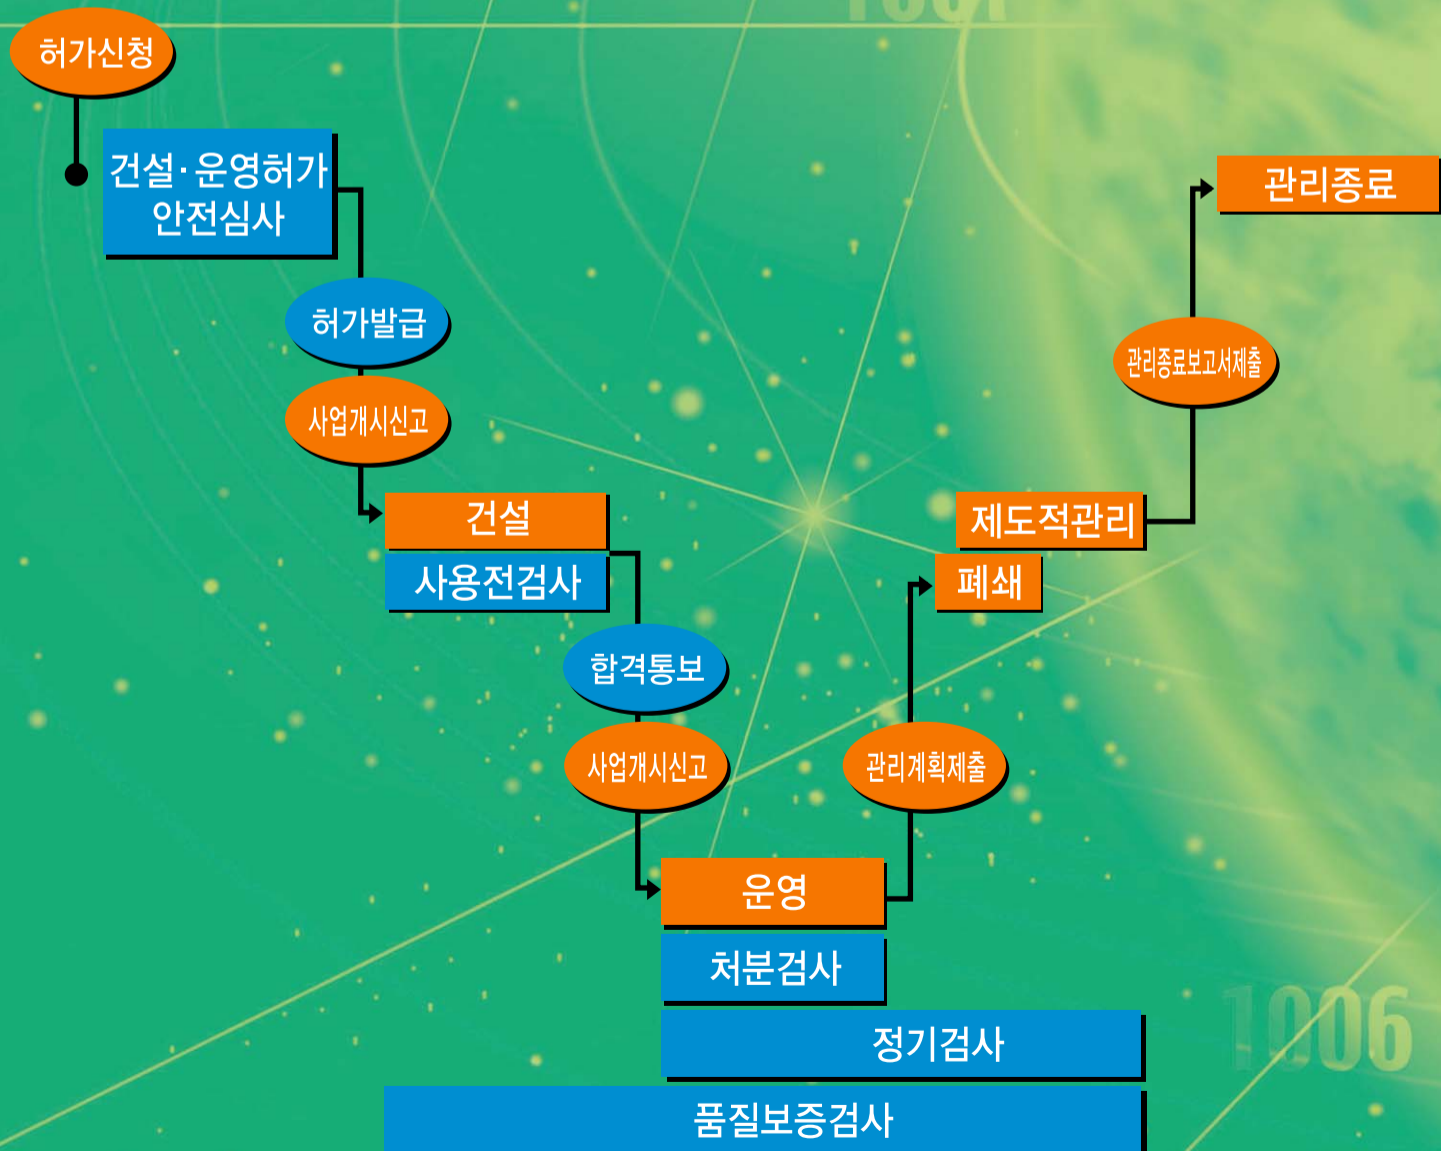 허가신청
건설·운영허가
안전심사
허가발급
사업개시신고
건설
사용전검사
합격통보
사업개시신고
운영
처분검사
정기검사
품질보증검사
관리계획제출
폐쇄
제도적관리
관리종료보고서제출
관리종료
1006